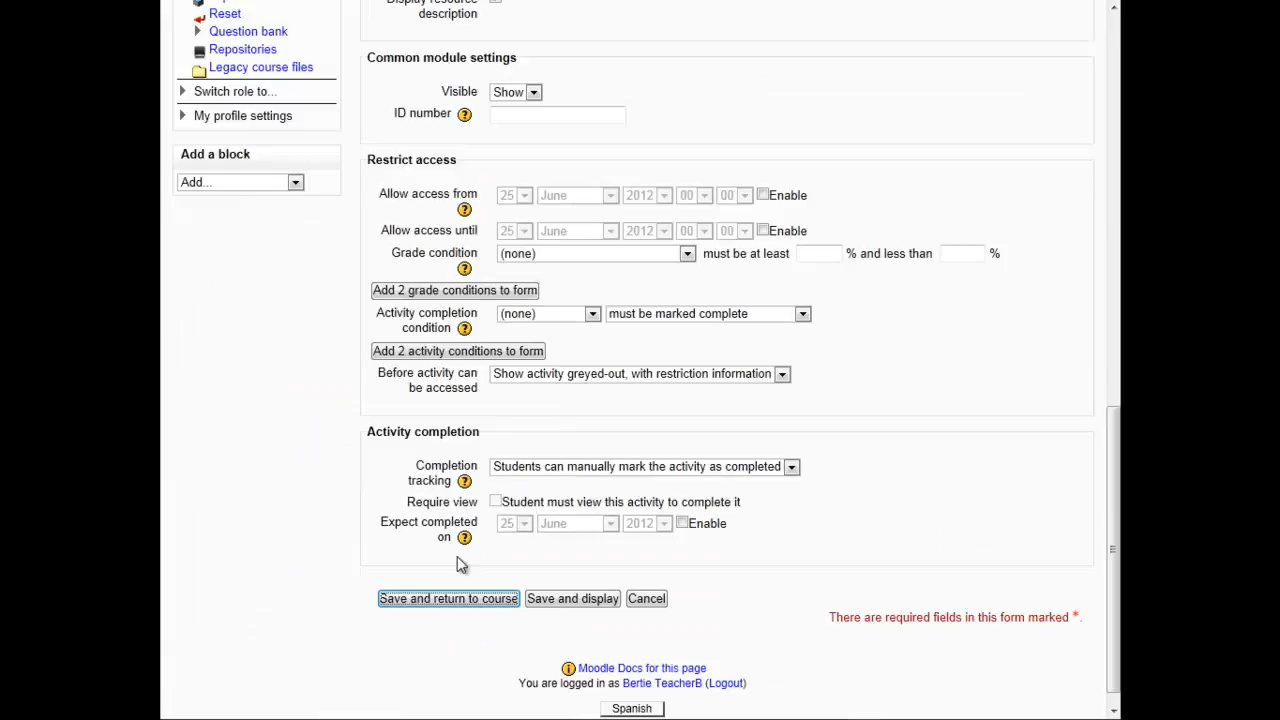 Reset
Question bank
Repositories
Legacy course files
Switch role to...
My profile settings
Add a block
Add...
Display resource
description
Common module settings
Visible Show
ID number
Restrict access
Allow access from 25 June 2012 00 00 Enable
Allow access until 25 June 2012 00 00 Enable
Grade condition (none) must be at least % and less than %
Add 2 grade conditions to form
Activity completion
condition (none) must be marked complete
Add 2 activity conditions to form
Before activity can
be accessed Show activity greyed-out, with restriction information
Activity completion
Completion
tracking Students can manually mark the activity as completed
Require view Student must view this activity to complete it
Expect completed
on 25 June 2012 Enable
Save and return to course Save and display Cancel
There are required fields in this form marked *.
Moodle Docs for this page
You are logged in as Bertie TeacherB (Logout)
Spanish